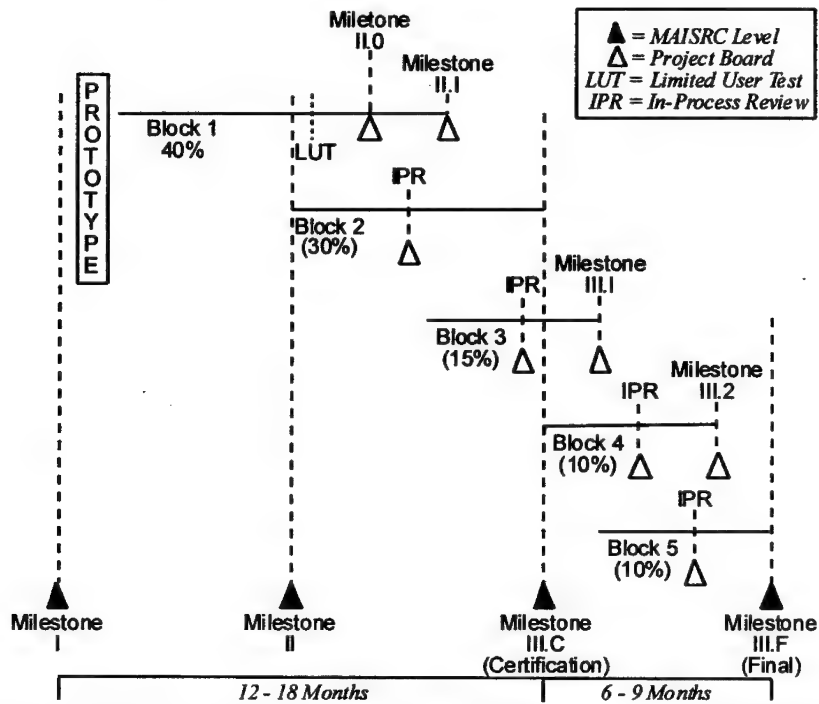 Miletone
II.0
Milestone
II.I
▲ = MAISRC Level
△ = Project Board
LUT = Limited User Test
IPR = In-Process Review
PROTOTYPE
Block 1
40%
LUT
IPR
Block 2
(30%)
IPR
Milestone
III.I
Block 3
(15%)
IPR
Milestone
III.2
Block 4
(10%)
IPR
Block 5
(10%)
Milestone
I
Milestone
II
Milestone
III.C
(Certification)
Milestone
III.F
(Final)
12 - 18 Months
6 - 9 Months